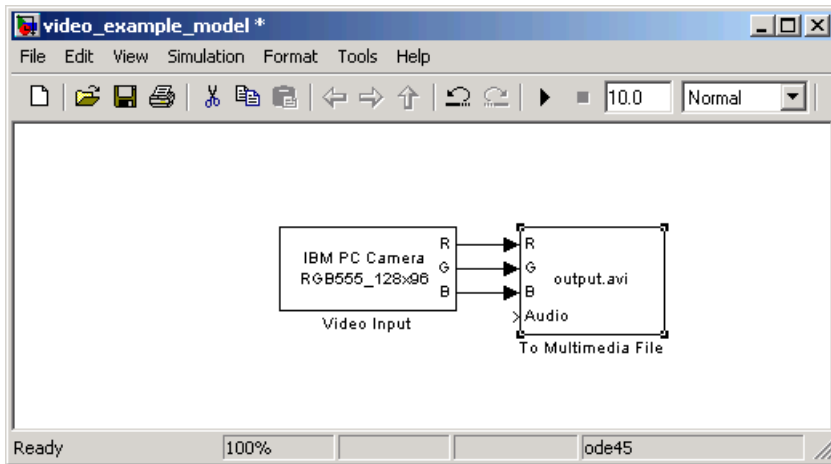 video_example_model *
File Edit View Simulation Format Tools Help
10.0 Normal
IBM PC Camera
RGB555_128x96
R
G
B
Video Input
R
G
B
Audio
output.avi
To Multimedia File
Ready 100% ode45